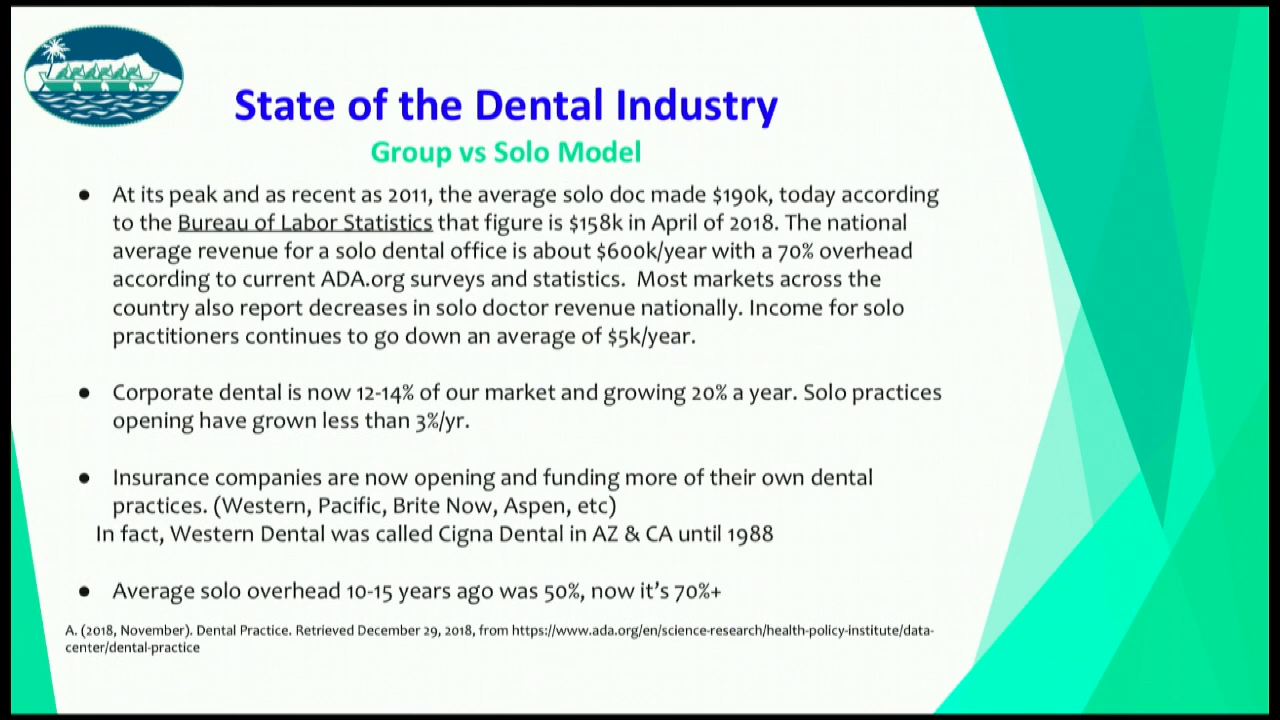 State of the Dental Industry
Group vs Solo Model
● At its peak and as recent as 2011, the average solo doc made $190k, today according
to the Bureau of Labor Statistics that figure is $158k in April of 2018. The national
average revenue for a solo dental office is about $600k/year with a 70% overhead
according to current ADA.org surveys and statistics.  Most markets across the
country also report decreases in solo doctor revenue nationally. Income for solo
practitioners continues to go down an average of $5k/year.
● Corporate dental is now 12-14% of our market and growing 20% a year. Solo practices
opening have grown less than 3%/yr.
● Insurance companies are now opening and funding more of their own dental
practices. (Western, Pacific, Brite Now, Aspen, etc)
In fact, Western Dental was called Cigna Dental in AZ & CA until 1988
● Average solo overhead 10-15 years ago was 50%, now it’s 70%+
A. (2018, November). Dental Practice. Retrieved December 29, 2018, from https://www.ada.org/en/science-research/health-policy-institute/data-
center/dental-practice